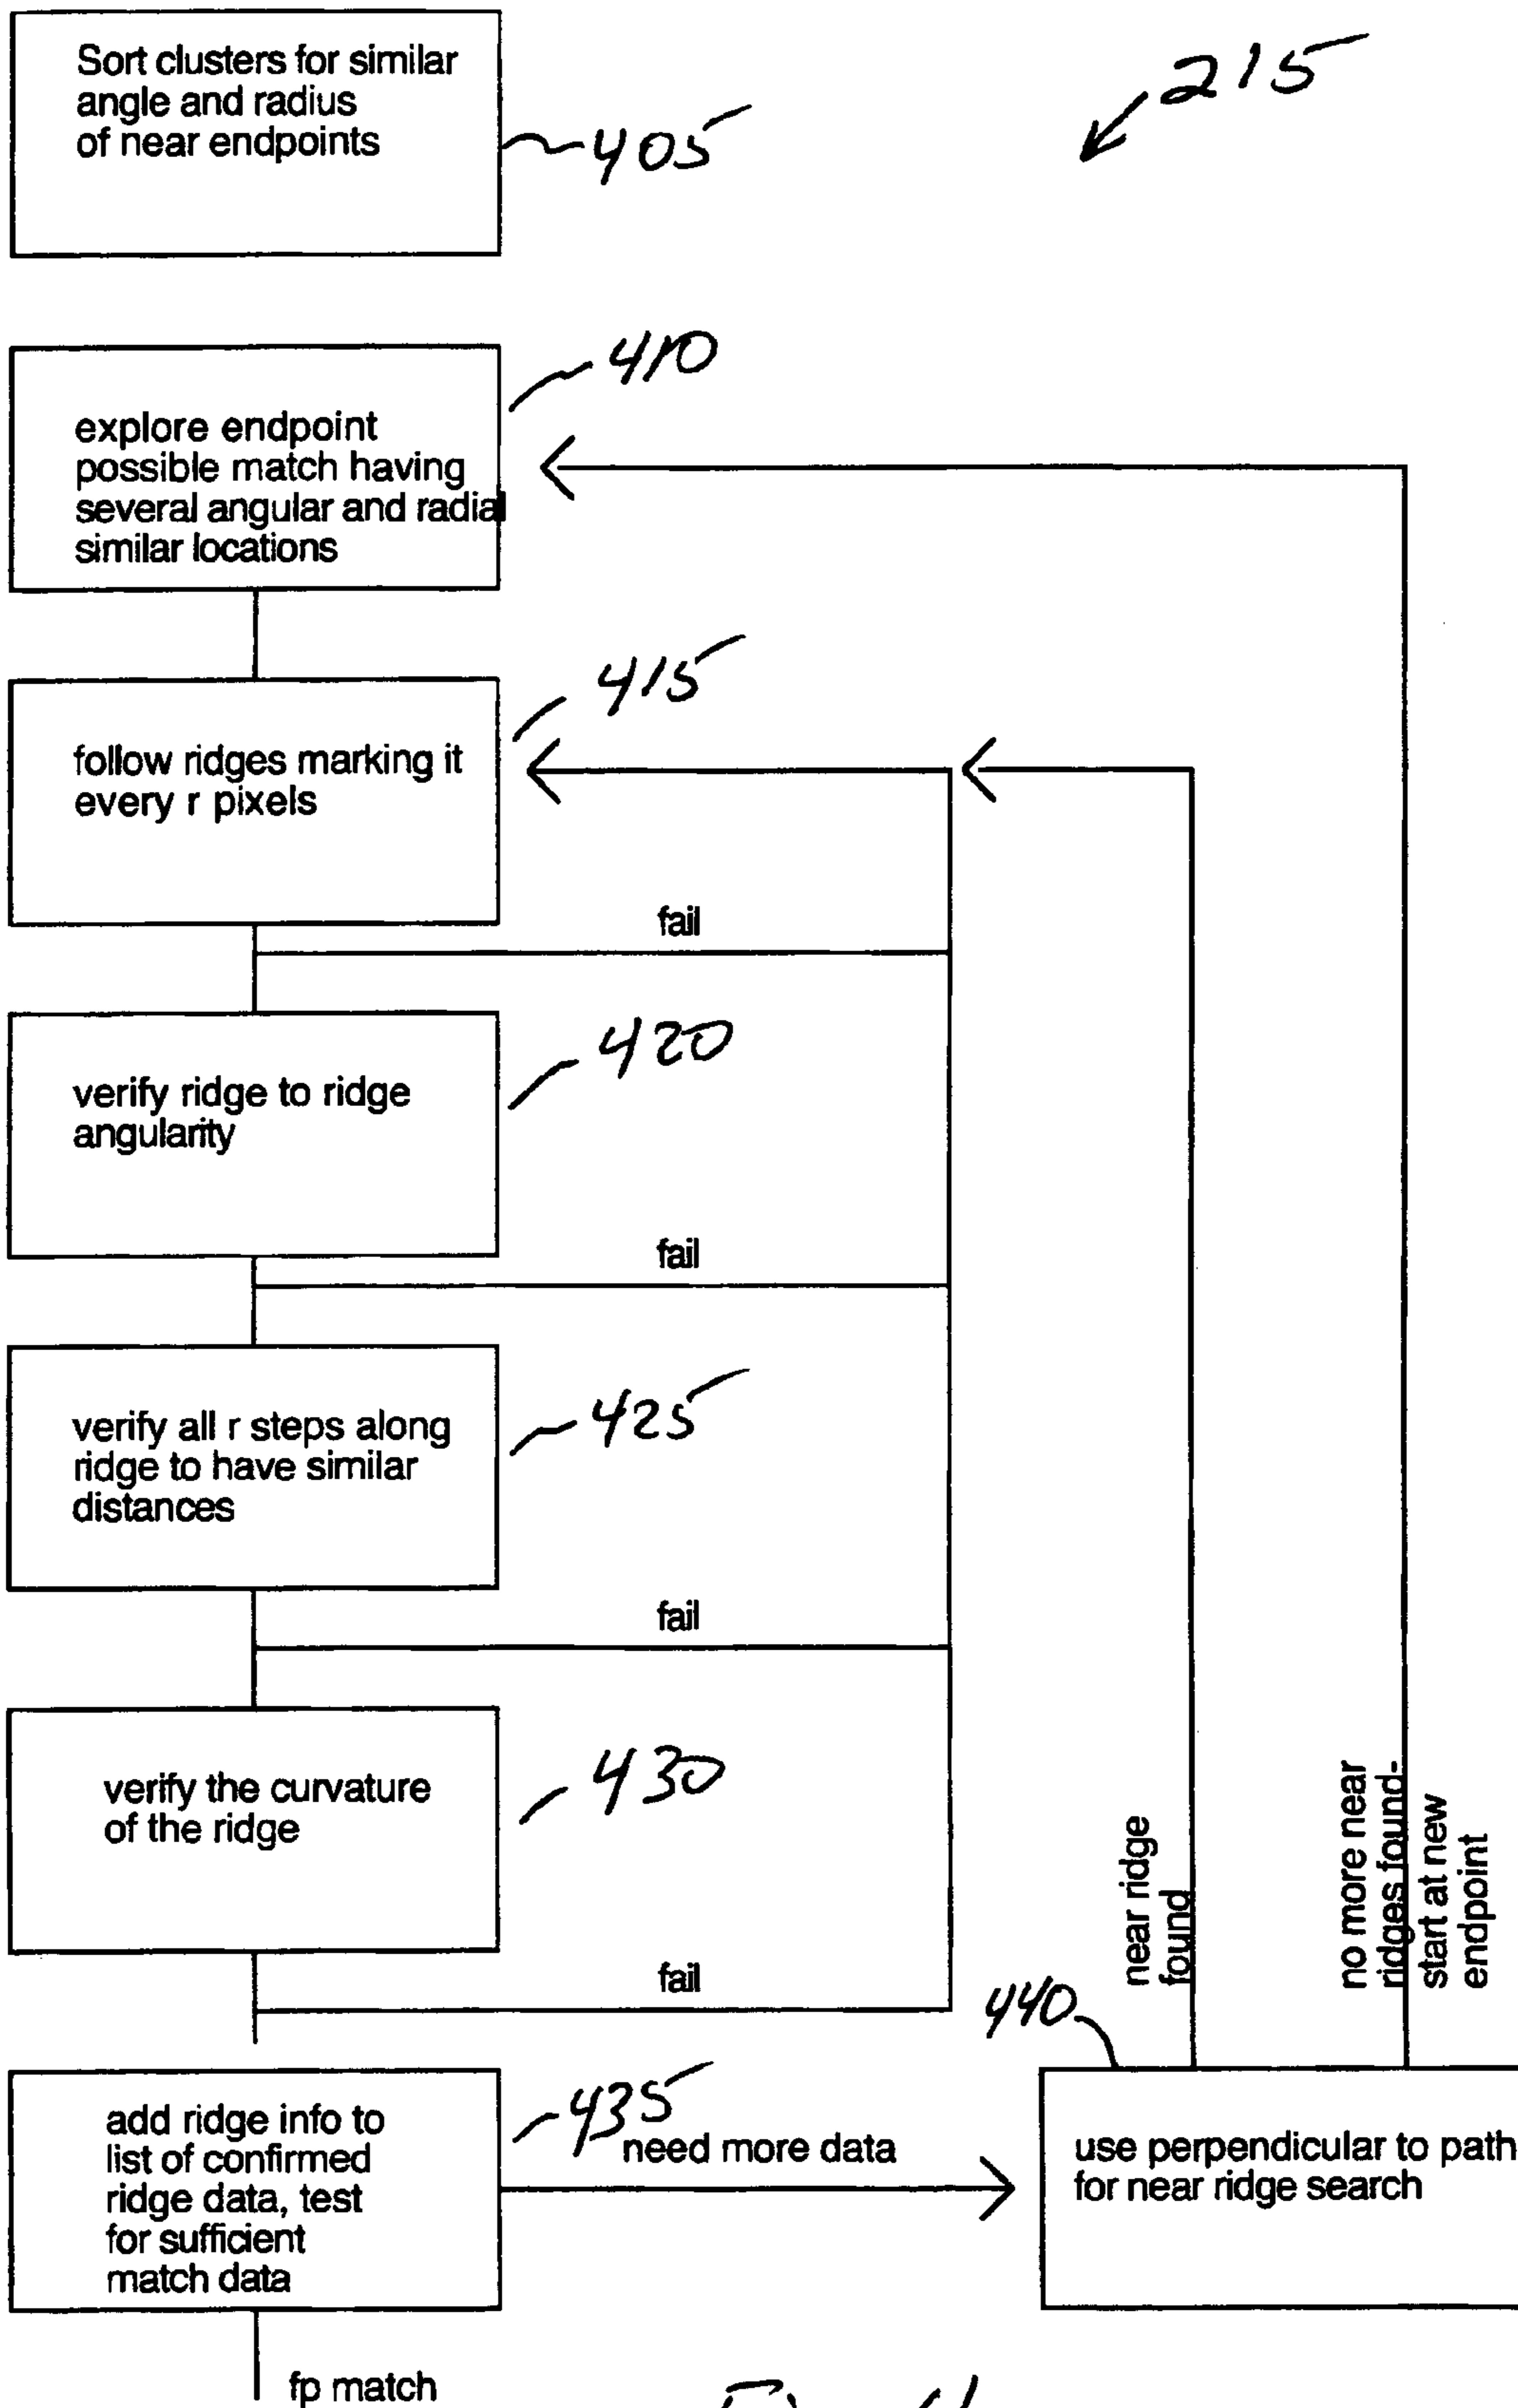 Sort clusters for similar
angle and radius
of near endpoints
405
215
410
explore endpoint
possible match having
several angular and radial
similar locations
415
follow ridges marking it
every r pixels
fail
420
verify ridge to ridge
angularity
fail
425
verify all r steps along
ridge to have similar
distances
fail
430
verify the curvature
of the ridge
near ridge
found
no more near
ridges found-
start at new
endpoint
fail
440
435
add ridge info to
list of confirmed
ridge data, test
for sufficient
match data
need more data
use perpendicular to path
for near ridge search
fp match